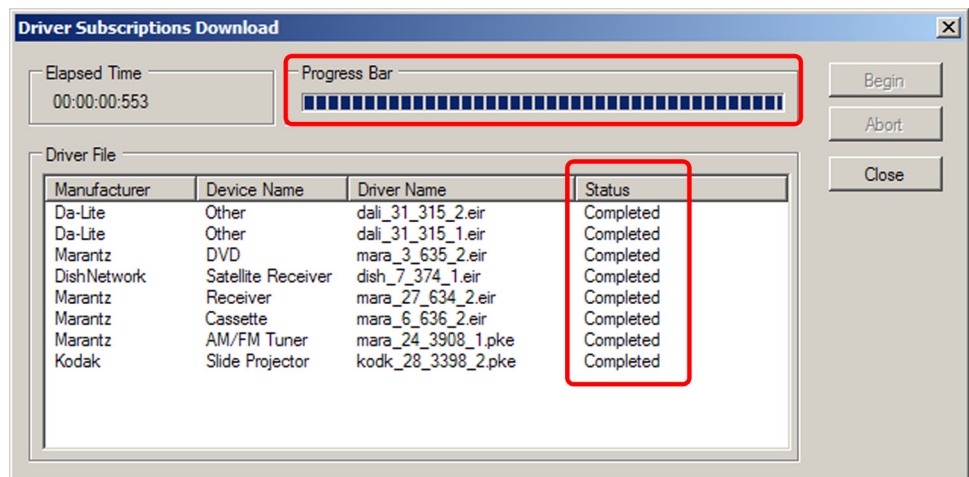 Driver Subscriptions Download
Elapsed Time
00:00:00:553
Progress Bar
Begin
Abort
Close
Driver File
Manufacturer Device Name Driver Name Status
Da-Lite Other dali_31_315_2.eir Completed
Da-Lite Other dali_31_315_1.eir Completed
Marantz DVD mara_3_635_2.eir Completed
DishNetwork Satellite Receiver dish_7_374_1.eir Completed
Marantz Receiver mara_27_634_2.eir Completed
Marantz Cassette mara_6_636_2.eir Completed
Marantz AM/FM Tuner mara_24_3908_1.pke Completed
Kodak Slide Projector kodk_28_3398_2.pke Completed